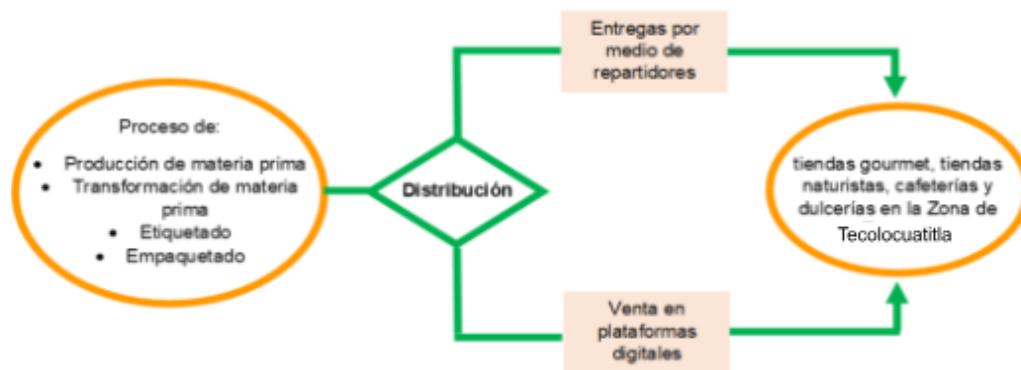 Proceso de:
• Producción de materia prima
• Transformación de materia
prima
• Etiquetado
• Empaquetado
Distribución
Entregas por
medio de
repartidores
Venta en
plataformas
digitales
tiendas gourmet, tiendas
naturistas, cafeterías y
dulcerías en la Zona de
Tecolocuatitla